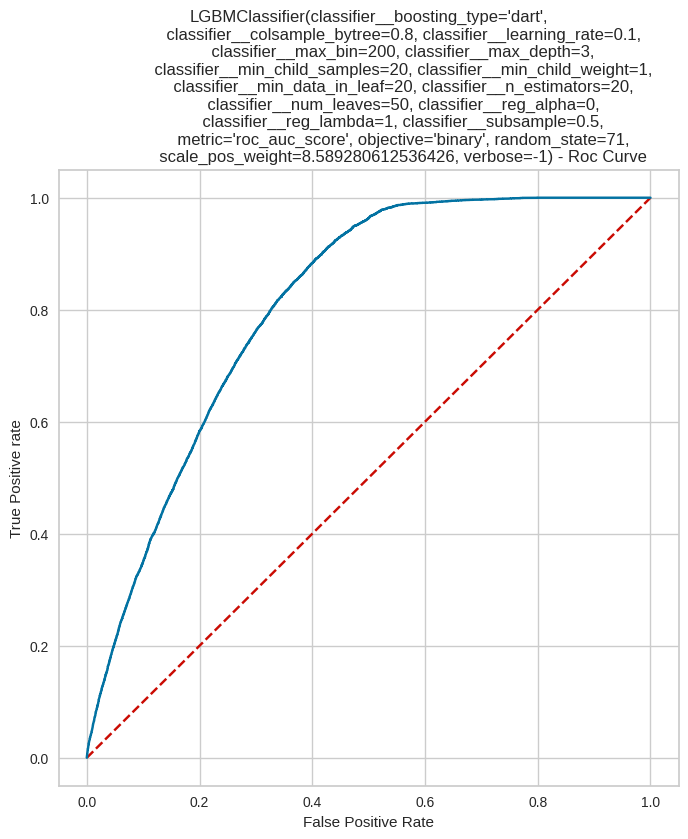 LGBMClassifier(classifier__boosting_type='dart',
classifier__colsample_bytree=0.8, classifier__learning_rate=0.1,
classifier__max_bin=200, classifier__max_depth=3,
classifier__min_child_samples=20, classifier__min_child_weight=1,
classifier__min_data_in_leaf=20, classifier__n_estimators=20,
classifier__num_leaves=50, classifier__reg_alpha=0,
classifier__reg_lambda=1, classifier__subsample=0.5,
metric='roc_auc_score', objective='binary', random_state=71,
scale_pos_weight=8.589280612536426, verbose=-1) - Roc Curve
1.0
0.8
0.6
0.4
0.2
0.0
True Positive rate
0.0 0.2 0.4 0.6 0.8 1.0
False Positive Rate